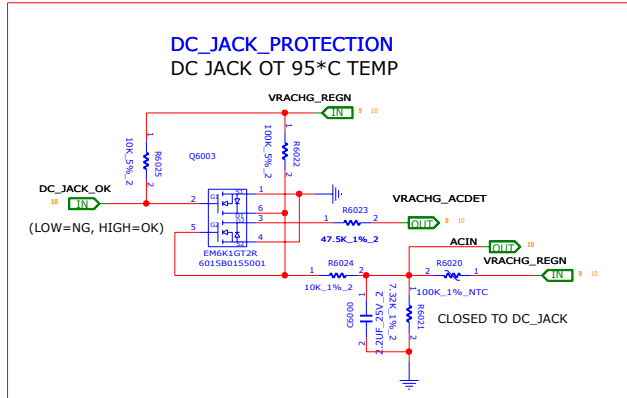 DC_JACK_PROTECTION
DC JACK OT 95*C TEMP
VRACHG_REGN
IN 9 10
1
R6025
10K_5%_2
2
1
R6022
100K_5%_2
2
Q6003
DC_JACK_OK
10 IN
(LOW=NG, HIGH=OK)
2 G1 S1 1
6
5 G2 3
S2 4
EM6K1GT2R
6015B0155001
R6023
1 2
47.5K_1%_2
VRACHG_ACDET
OUT 8 10
ACIN
OUT 10
VRACHG_REGN
IN 9 10
R6024
1 2
10K_1%_2
R6020
2 1
100K_1%_NTC
1
C6000
2.2UF_25V_2
2
1
R6021
7.32K_1%_2
2
CLOSED TO DC_JACK